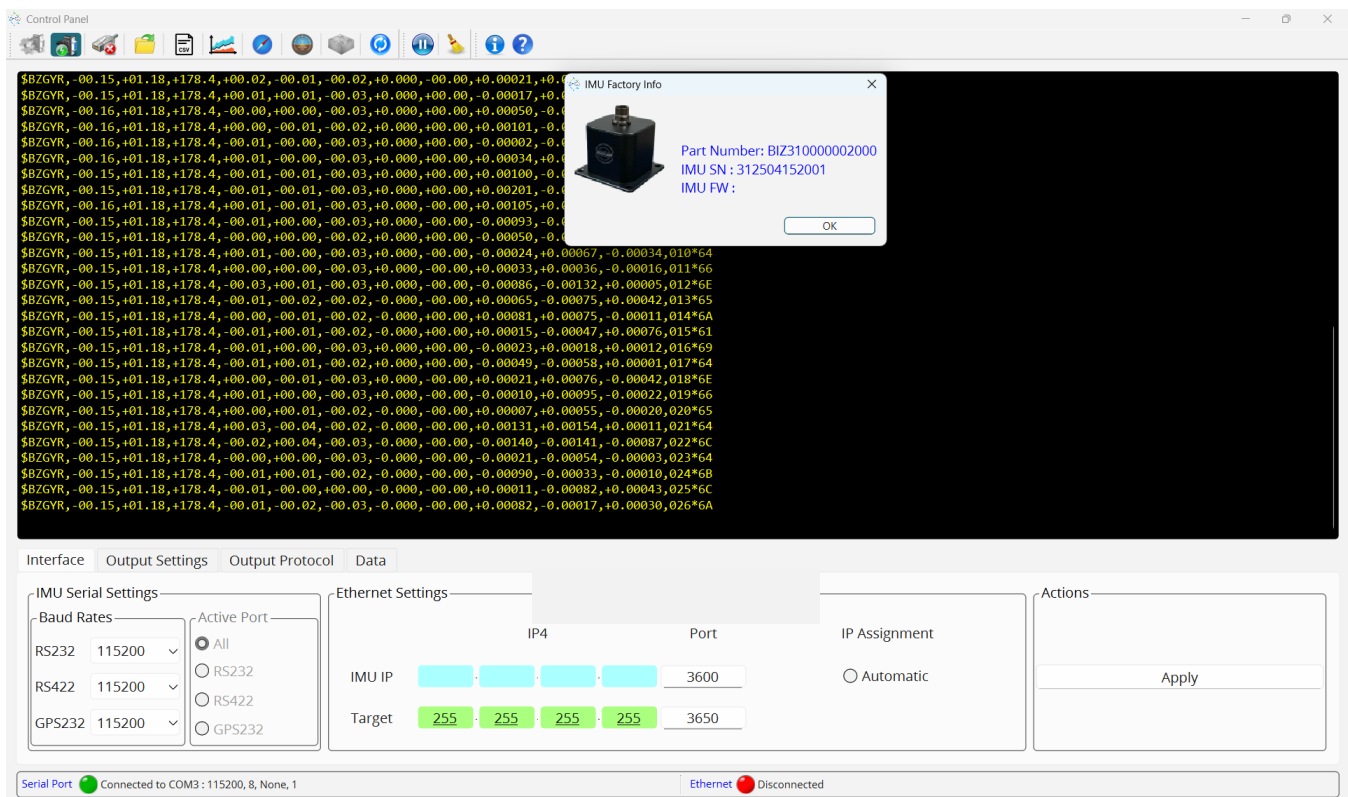 Control Panel
CSV
$BZGYR,-00.15,+01.18,+178.4,+00.02,-00.01,-00.02,+0.000,-00.00,+0.00021,+0.0
$BZGYR,-00.15,+01.18,+178.4,+00.01,+00.01,-00.03,+0.000,+00.00,-0.00017,+0.0
$BZGYR,-00.16,+01.18,+178.4,-00.00,+00.00,-00.03,+0.000,+00.00,+0.00050,-0.0
$BZGYR,-00.16,+01.18,+178.4,+00.00,-00.01,-00.02,+0.000,+00.00,+0.00101,-0.0
$BZGYR,-00.16,+01.18,+178.4,-00.01,+00.00,-00.03,+0.000,-00.00,-0.00002,-0.0
$BZGYR,-00.16,+01.18,+178.4,-00.01,+00.00,-00.03,+0.000,+00.00,+0.00034,+0.0
$BZGYR,-00.15,+01.18,+178.4,-00.01,-00.01,-00.03,+0.000,+00.00,+0.00100,-0.0
$BZGYR,-00.15,+01.18,+178.4,-00.01,-00.01,-00.03,+0.000,+00.00,+0.00201,-0.0
$BZGYR,-00.16,+01.18,+178.4,+00.01,-00.01,-00.03,+0.000,+00.00,+0.00105,+0.0
$BZGYR,-00.15,+01.18,+178.4,-00.01,+00.00,-00.03,+0.000,-00.00,-0.00093,-0.0
$BZGYR,-00.15,+01.18,+178.4,-00.00,+00.00,-00.02,+0.000,+00.00,-0.00050,-0.0
$BZGYR,-00.15,+01.18,+178.4,+00.01,-00.00,-00.03,+0.000,-00.00,-0.00024,+0.00067,-0.00034,010*64
$BZGYR,-00.15,+01.18,+178.4,+00.00,+00.00,-00.03,+0.000,-00.00,+0.00033,+0.00036,-0.00016,011*66
$BZGYR,-00.15,+01.18,+178.4,-00.03,+00.01,-00.03,+0.000,-00.00,-0.00086,-0.00132,+0.00005,012*6E
$BZGYR,-00.15,+01.18,+178.4,-00.01,-00.02,-00.02,-0.000,-00.00,+0.00065,-0.00075,+0.00042,013*65
$BZGYR,-00.15,+01.18,+178.4,-00.00,-00.01,-00.02,-0.000,+00.00,+0.00081,+0.00075,-0.00011,014*6A
$BZGYR,-00.15,+01.18,+178.4,-00.01,+00.01,-00.02,+0.000,-00.00,+0.00015,-0.00047,+0.00076,015*61
$BZGYR,-00.15,+01.18,+178.4,+00.01,+00.00,-00.03,+0.000,+00.00,-0.00023,+0.00018,+0.00012,016*69
$BZGYR,-00.15,+01.18,+178.4,-00.01,+00.01,-00.02,+0.000,+00.00,-0.00049,-0.00058,+0.00001,017*64
$BZGYR,-00.15,+01.18,+178.4,+00.00,-00.01,-00.03,+0.000,-00.00,+0.00021,+0.00076,-0.00042,018*6E
$BZGYR,-00.15,+01.18,+178.4,+00.01,+00.00,-00.03,+0.000,-00.00,-0.00010,+0.00095,-0.00022,019*66
$BZGYR,-00.15,+01.18,+178.4,+00.00,+00.01,-00.02,-0.000,-00.00,+0.00007,+0.00055,-0.00020,020*65
$BZGYR,-00.15,+01.18,+178.4,+00.03,-00.04,-00.02,-0.000,-00.00,+0.00131,+0.00154,+0.00011,021*64
$BZGYR,-00.15,+01.18,+178.4,-00.02,+00.04,-00.03,-0.000,-00.00,-0.00140,-0.00141,-0.00087,022*6C
$BZGYR,-00.15,+01.18,+178.4,-00.00,+00.00,-00.03,-0.000,-00.00,-0.00021,-0.00054,-0.00003,023*64
$BZGYR,-00.15,+01.18,+178.4,-00.01,+00.01,-00.02,-0.000,-00.00,-0.00090,-0.00033,-0.00010,024*6B
$BZGYR,-00.15,+01.18,+178.4,-00.01,-00.00,+00.00,-0.000,-00.00,+0.00011,-0.00082,+0.00043,025*6C
$BZGYR,-00.15,+01.18,+178.4,-00.01,-00.02,-00.03,-0.000,-00.00,+0.00082,-0.00017,+0.00030,026*6A
IMU Factory Info
Part Number: BIZ310000002000
IMU SN : 312504152001
IMU FW :
OK
Interface Output Settings Output Protocol Data
IMU Serial Settings
Baud Rates
RS232 115200
RS422 115200
GPS232 115200
Active Port
All
RS232
RS422
GPS232
Ethernet Settings
IP4 Port IP Assignment
IMU IP . . . 3600 Automatic
Target 255 . 255 . 255 . 255 3650
Actions
Apply
Serial Port Connected to COM3 : 115200, 8, None, 1
Ethernet Disconnected